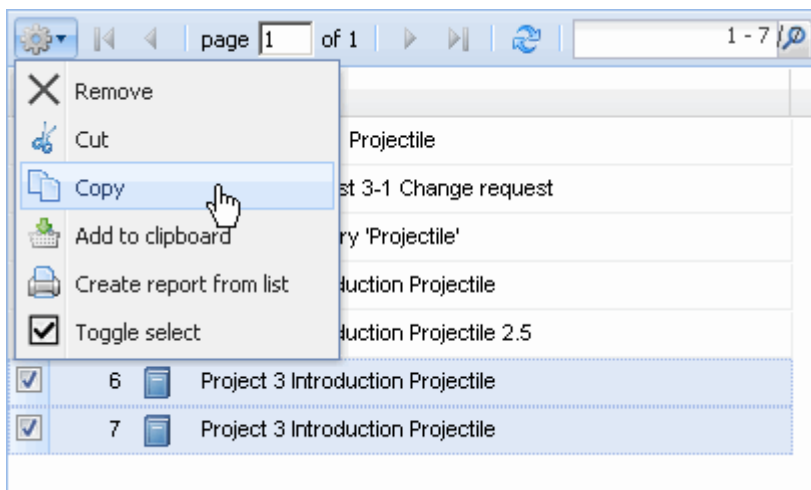 page 1 of 1 1 - 7 /
Remove
Cut Projectile
Copy st 3-1 Change request
Add to clipboard ry 'Projectile'
Create report from list duction Projectile
Toggle select duction Projectile 2.5
6 Project 3 Introduction Projectile
7 Project 3 Introduction Projectile